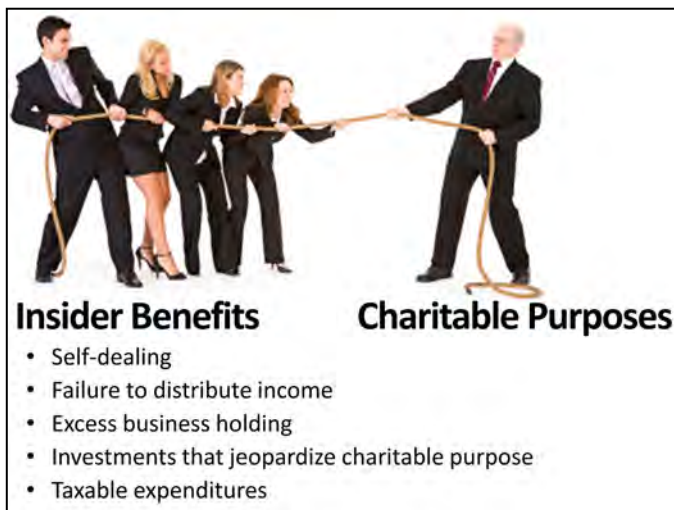 Insider Benefits
Charitable Purposes
• Self-dealing
• Failure to distribute income
• Excess business holding
• Investments that jeopardize charitable purpose
• Taxable expenditures